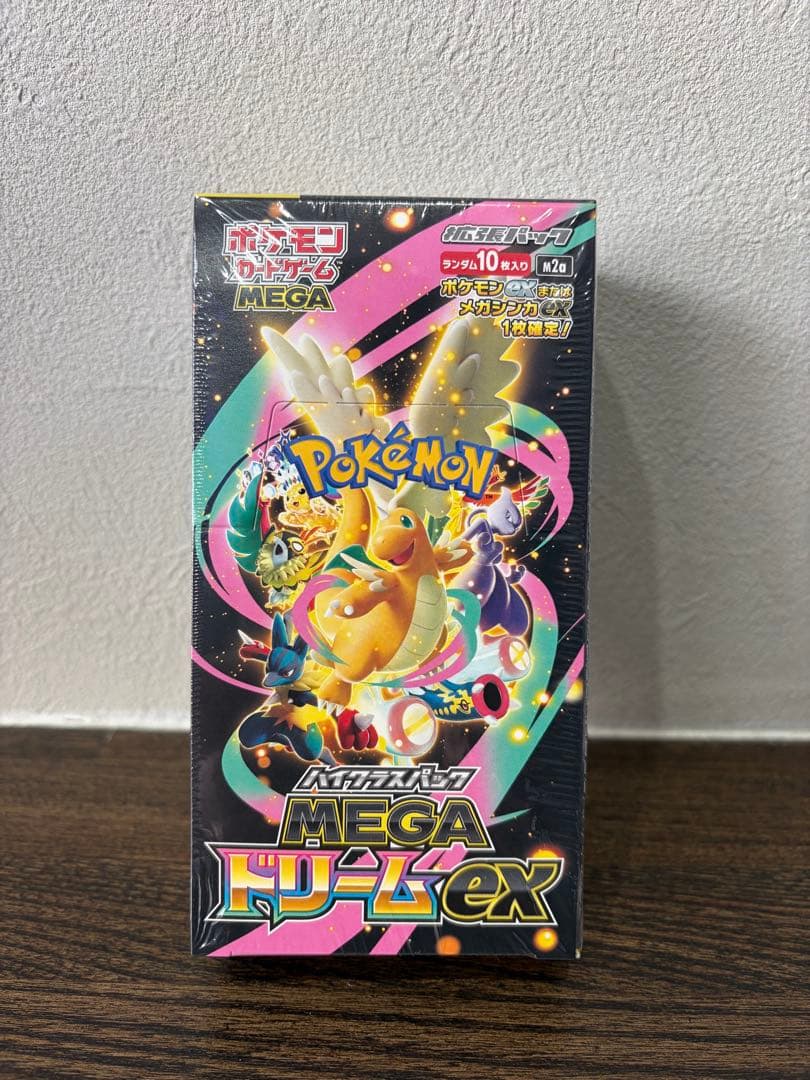 ポケモン
カードゲーム
MEGA
拡張パック
ランダム10枚入り
M2a
ポケモンexまたは
メガシンカex
1枚確定!
POKéMON
ハイクラスパック
MEGA
ドリームex